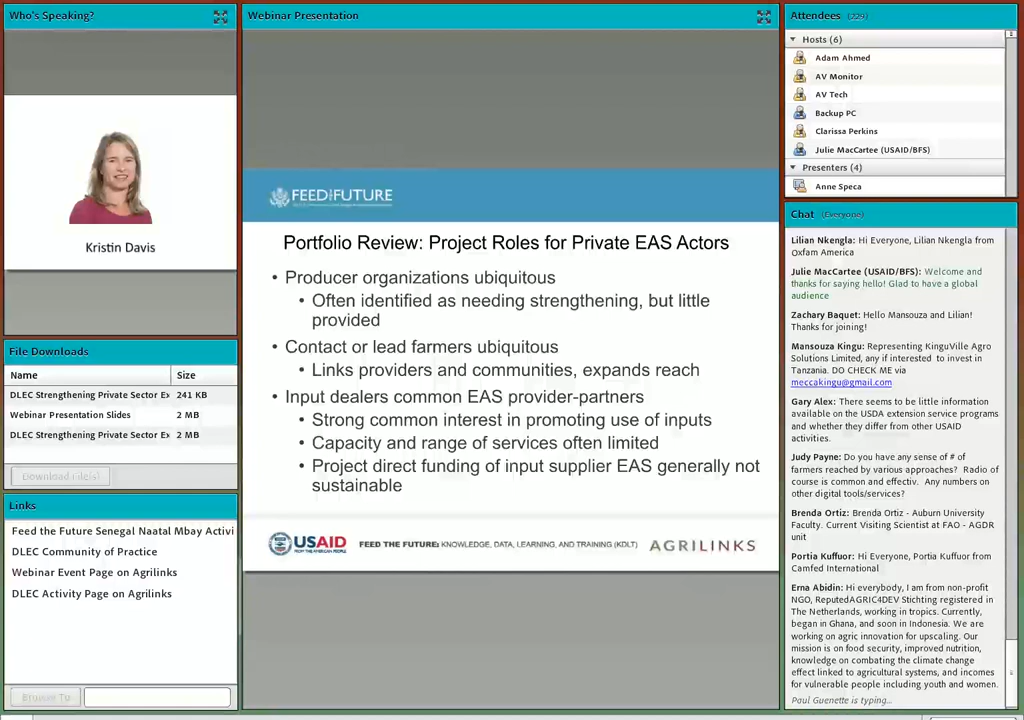 Who's Speaking?
Kristin Davis
File Downloads
Name Size
DLEC Strengthening Private Sector Ex 241 KB
Webinar Presentation Slides 2 MB
DLEC Strengthening Private Sector Ex 2 MB
Download File(s)
Links
Feed the Future Senegal Naatal Mbay Activi
DLEC Community of Practice
Webinar Event Page on Agrilinks
DLEC Activity Page on Agrilinks
Browse To
Webinar Presentation
FEED THE FUTURE
Portfolio Review: Project Roles for Private EAS Actors
• Producer organizations ubiquitous
• Often identified as needing strengthening, but little
provided
• Contact or lead farmers ubiquitous
• Links providers and communities, expands reach
• Input dealers common EAS provider-partners
• Strong common interest in promoting use of inputs
• Capacity and range of services often limited
• Project direct funding of input supplier EAS generally not
sustainable
USAID
FROM THE AMERICAN PEOPLE
FEED THE FUTURE: KNOWLEDGE, DATA, LEARNING, AND TRAINING (KDLT)
AGRILINKS
Attendees (229)
Hosts (6)
Adam Ahmed
AV Monitor
AV Tech
Backup PC
Clarissa Perkins
Julie MacCartee (USAID/BFS)
Presenters (4)
Anne Speca
Chat (Everyone)
Lilian Nkengla: Hi Everyone, Lilian Nkengla from
Oxfam America
Julie MacCartee (USAID/BFS): Welcome and
thanks for saying hello! Glad to have a global
audience
Zachary Baquet: Hello Mansouza and Lilian!
Thanks for joining!
Mansouza Kingu: Representing KinguVille Agro
Solutions Limited, any if interested to invest in
Tanzania. DO CHECK ME via
meccakingu@gmail.com
Gary Alex: There seems to be little information
available on the USDA extension service programs
and whether they differ from other USAID
activities.
Judy Payne: Do you have any sense of # of
farmers reached by various approaches? Radio of
course is common and effectiv. Any numbers on
other digital tools/services?
Brenda Ortiz: Brenda Ortiz - Auburn University
Faculty. Current Visiting Scientist at FAO - AGDR
unit
Portia Kuffuor: Hi Everyone, Portia Kuffuor from
Camfed International
Erna Abidin: Hi everybody, I am from non-profit
NGO, ReputedAGRIC4DEV Stichting registered in
The Netherlands, working in tropics. Currently,
began in Ghana, and soon in Indonesia. We are
working on agric innovation for upscaling. Our
mission is on food security, improved nutrition,
knowledge on combating the climate change
effect linked to agricultural systems, and incomes
for vulnerable people including youth and women.
Paul Guenette is typing...